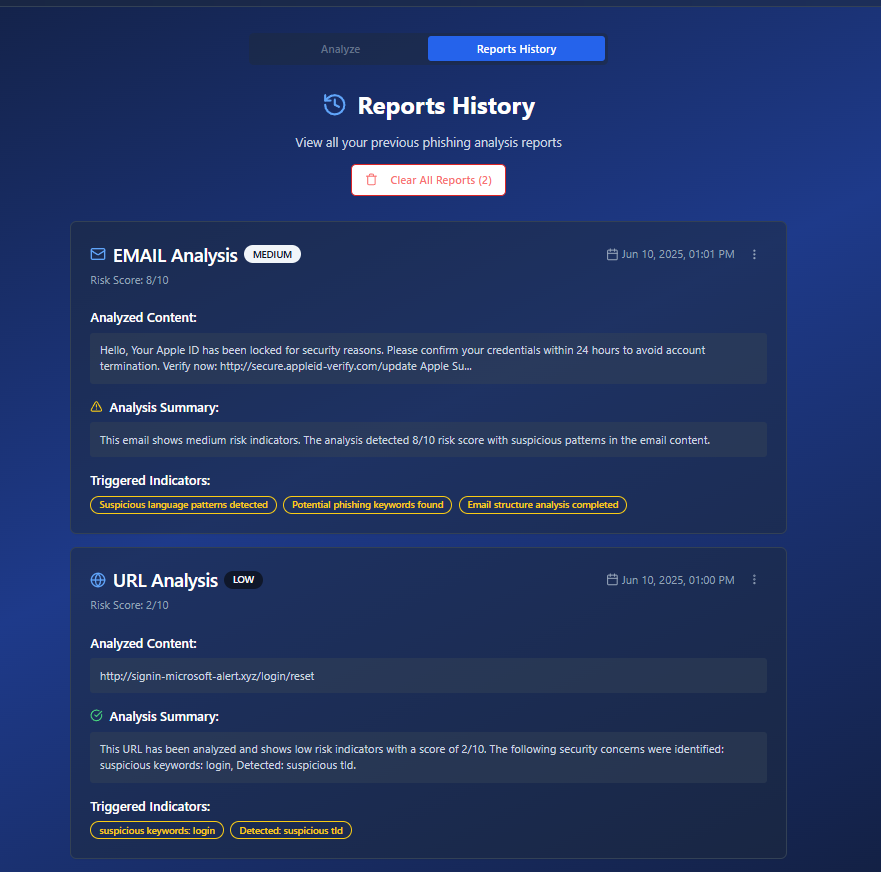 Analyze
Reports History
Reports History
View all your previous phishing analysis reports
Clear All Reports (2)
EMAIL Analysis MEDIUM
Jun 10, 2025, 01:01 PM
Risk Score: 8/10
Analyzed Content:
Hello, Your Apple ID has been locked for security reasons. Please confirm your credentials within 24 hours to avoid account
termination. Verify now: http://secure.appleid-verify.com/update Apple Su...
Analysis Summary:
This email shows medium risk indicators. The analysis detected 8/10 risk score with suspicious patterns in the email content.
Triggered Indicators:
Suspicious language patterns detected Potential phishing keywords found Email structure analysis completed
URL Analysis LOW
Jun 10, 2025, 01:00 PM
Risk Score: 2/10
Analyzed Content:
http://signin-microsoft-alert.xyz/login/reset
Analysis Summary:
This URL has been analyzed and shows low risk indicators with a score of 2/10. The following security concerns were identified:
suspicious keywords: login, Detected: suspicious tld.
Triggered Indicators:
suspicious keywords: login Detected: suspicious tld